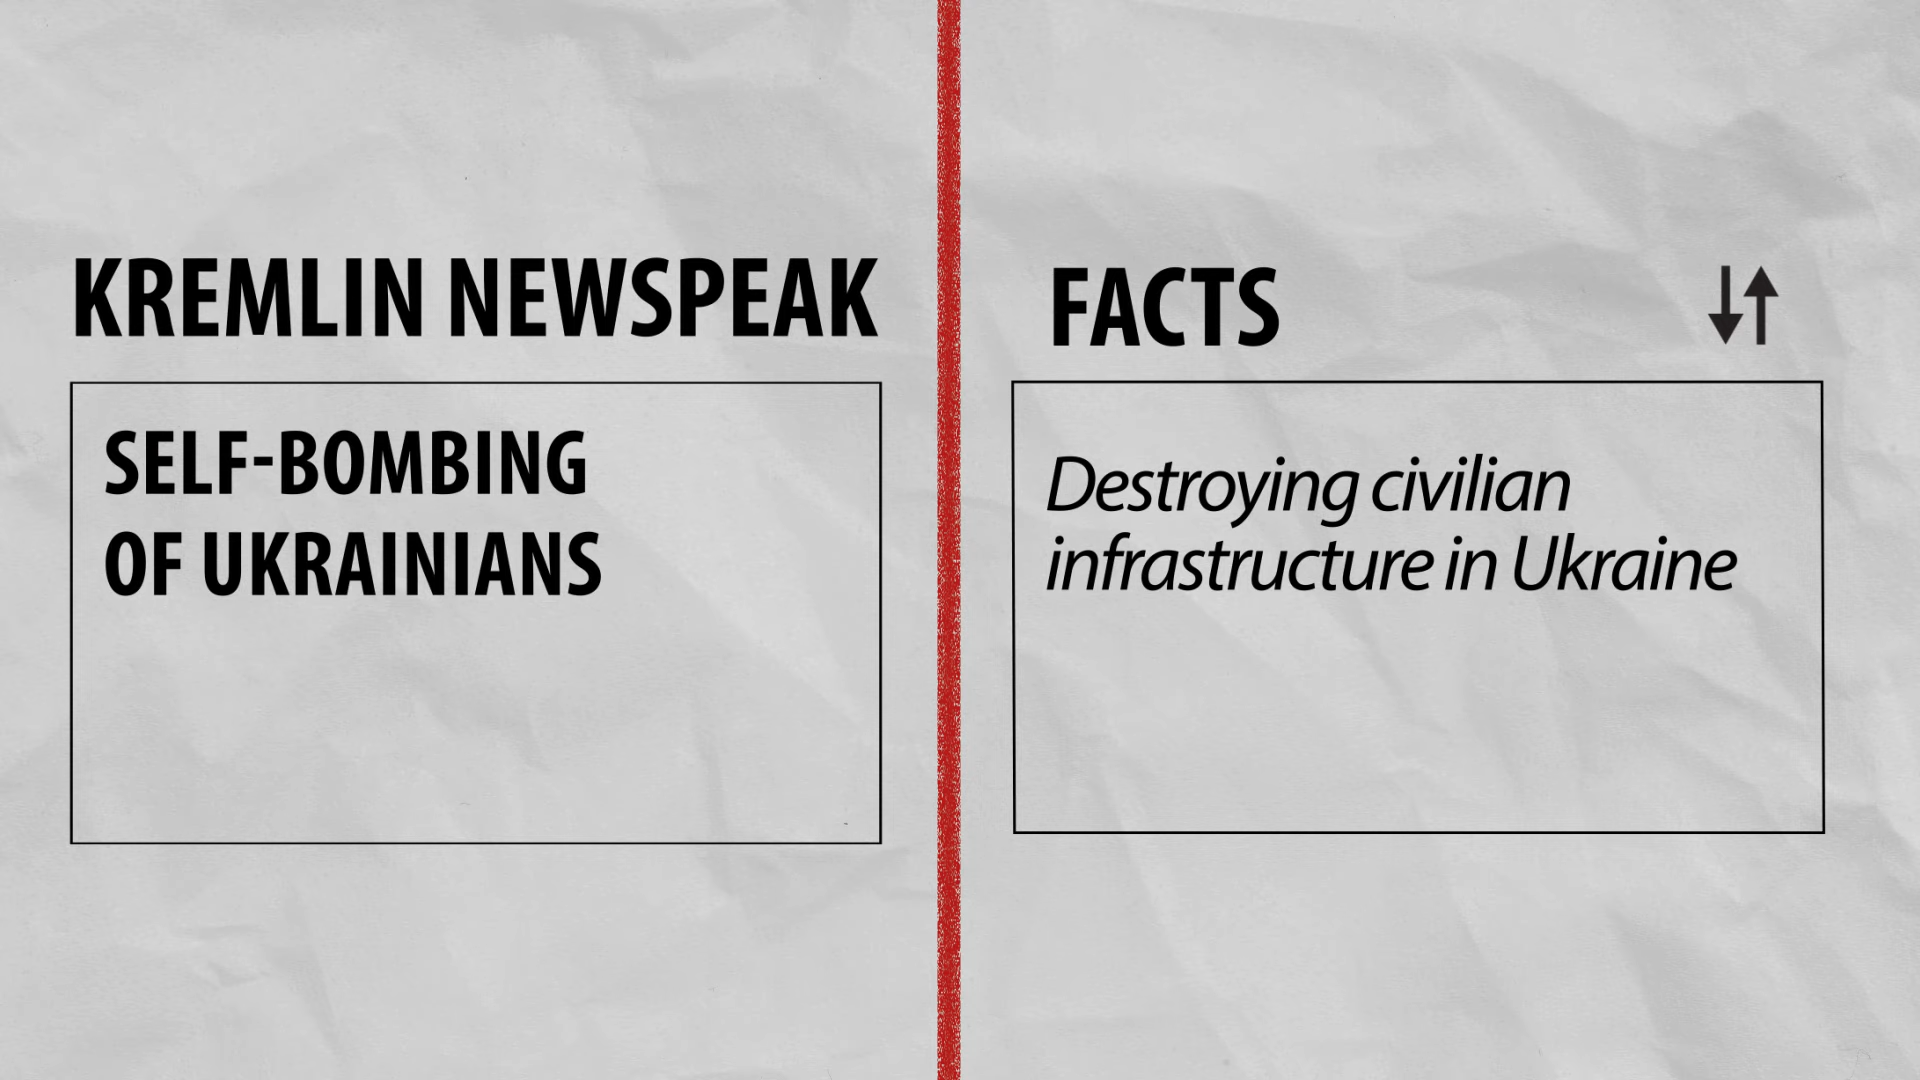 KREMLIN NEWSPEAK
SELF-BOMBING
OF UKRAINIANS
FACTS
Destroying civilian
infrastructure in Ukraine